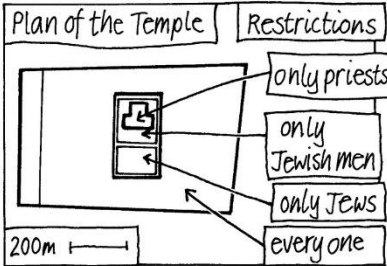 Plan of the Temple
Restrictions
only priests
only
Jewish men
only Jews
every one
200m